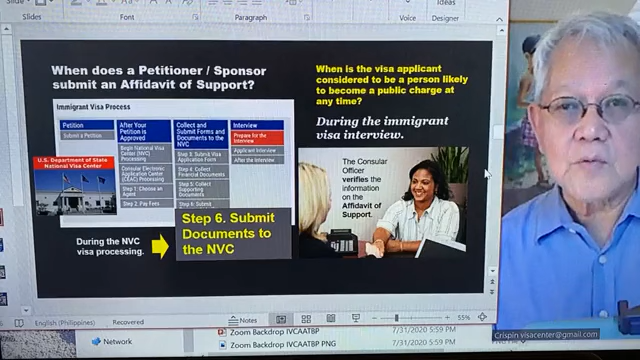 Ideas
Slide
Font
Paragraph
Voice
Designer
When does a Petitioner / Sponsor
submit an Affidavit of Support?
Immigrant Visa Process
Petition
Submit a Petition
After Your
Petition is
Approved
Begin National
Visa Center (NVC)
Processing
Consular Electronic
Application Center
(CEAC) Processing
Step 1: Choose an
Agent
Step 2: Pay Fees
Collect and
Submit Forms and
Documents to the
NVC
Step 3: Submit Visa
Application Form
Step 4: Collect
Financial Documents
Step 5: Collect
Supporting
Documents
Step 6: Submit
Interview
Prepare for the
Interview
Applicant Interview
After the Interview
U.S. Department of State
National Visa Center
During the NVC
visa processing.
Step 6. Submit
Documents to
the NVC
When is the visa applicant
considered to be a person likely
to become a public charge at
any time?
During the immigrant
visa interview.
The Consular
Officer
verifies the
information on
the Affidavit
of Support.
English (Philippines)
Recovered
Notes
55%
Network
Zoom Backdrop IVCAATBP
7/31/2020 5:59 PM
Zoom Backdrop IVCAATBP PNG
7/31/2020 5:59 PM
Crispin visacenter@gmail.com